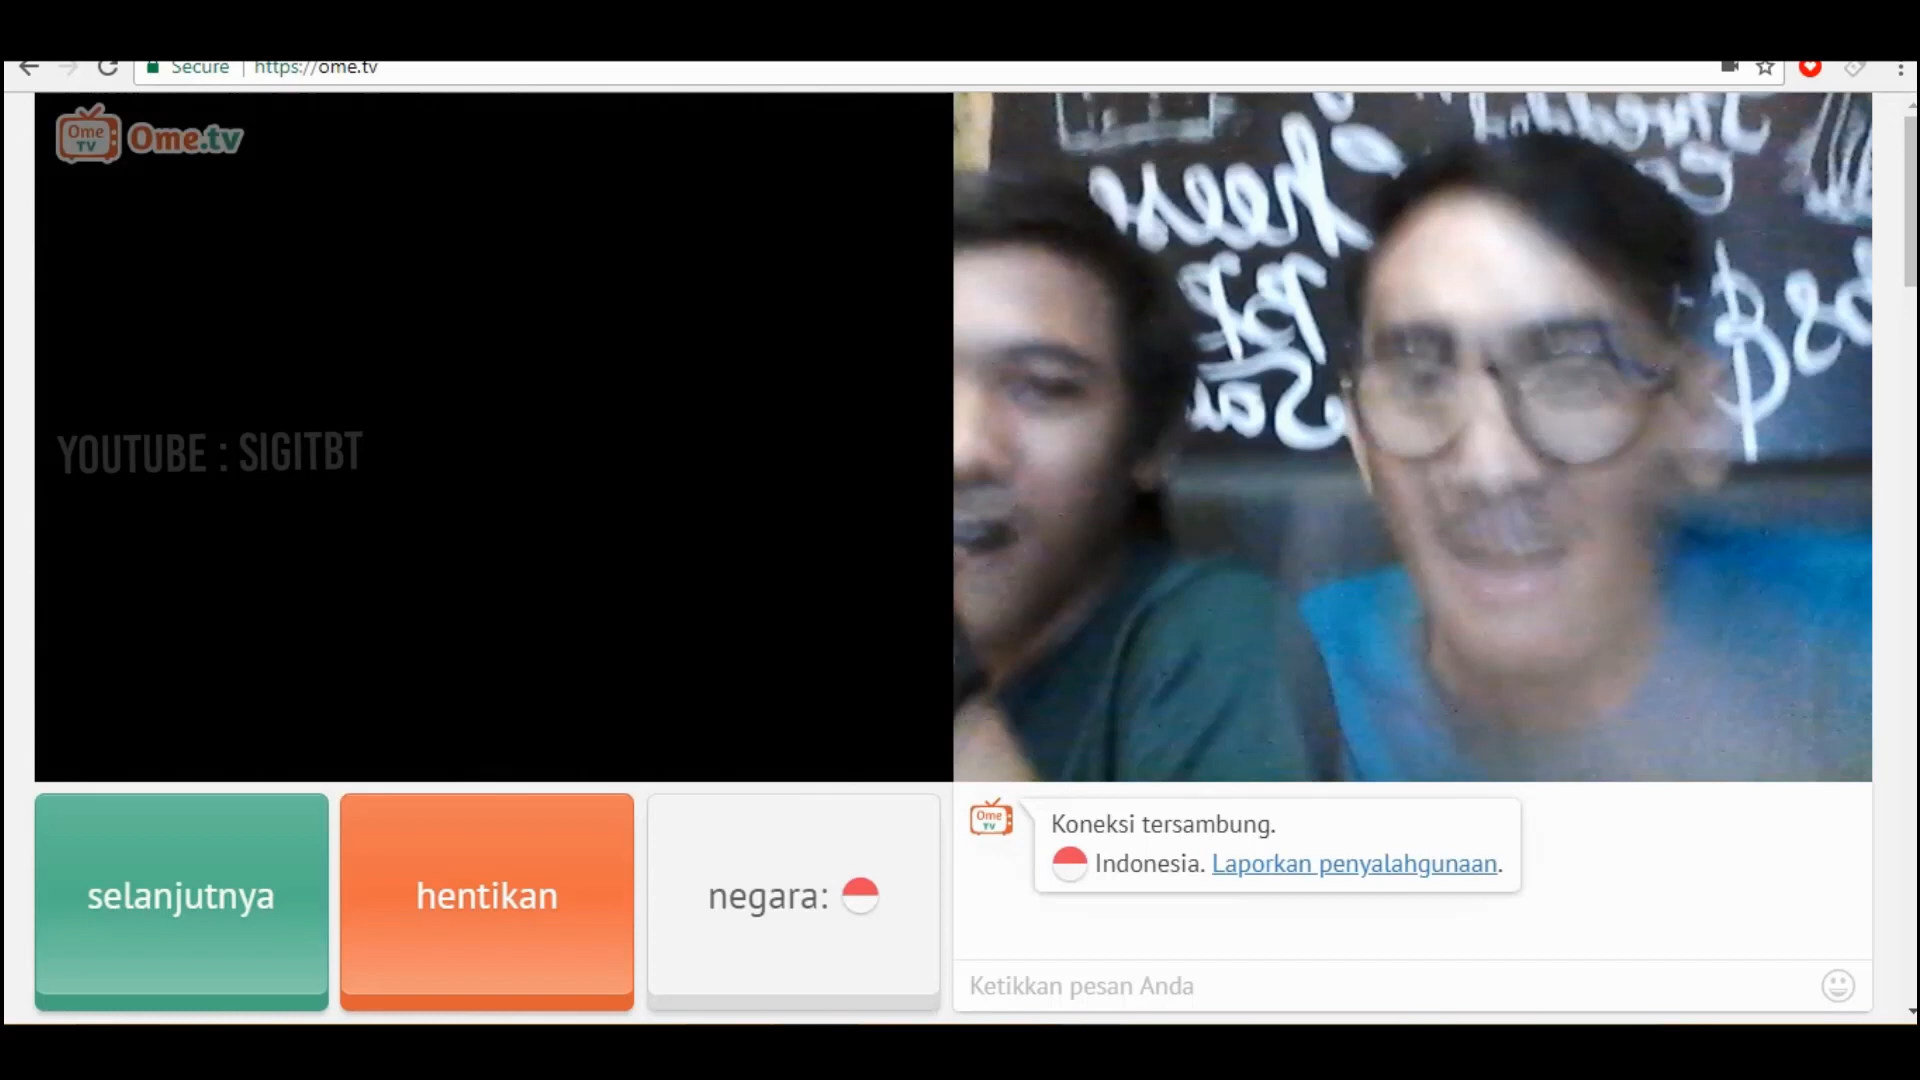 Secure
https://ome.tv
Ome
TV
Ome.tv
YOUTUBE : SIGITBT
Cheese
selanjutnya
hentikan
negara:
Ome
TV
Koneksi tersambung.
Indonesia. Laporkan penyalahgunaan.
Ketikkan pesan Anda